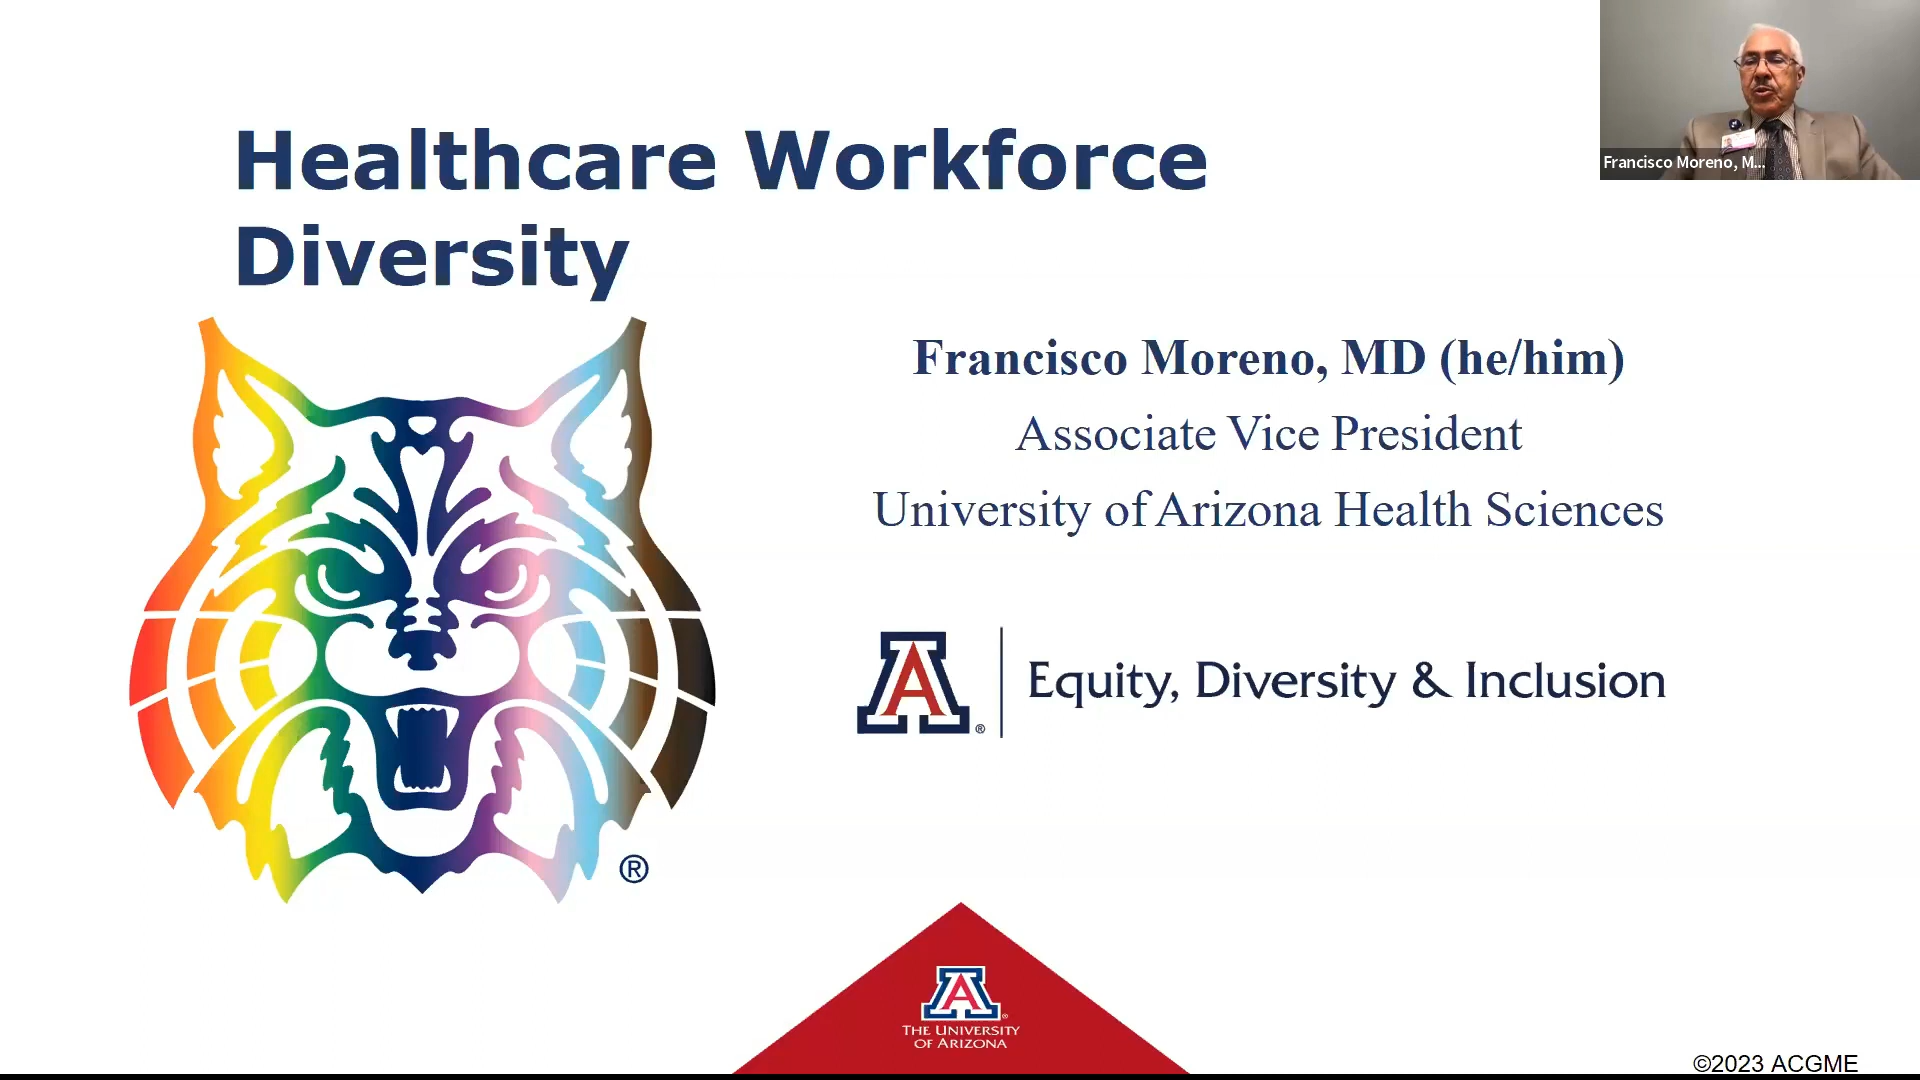 Healthcare Workforce
Diversity
Francisco Moreno, M...
Francisco Moreno, MD (he/him)
Associate Vice President
University of Arizona Health Sciences
A® Equity, Diversity & Inclusion
®
A®
THE UNIVERSITY
OF ARIZONA
©2023 ACGME